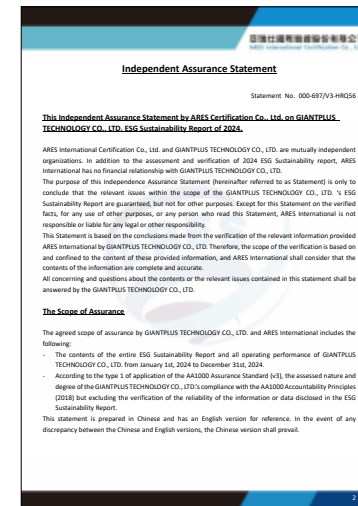 亞瑞仕國際驗證股份有限公
ARES International Certification Co., L
Independent Assurance Statement
Statement No. 000-697/V3-HRQ56
This Independent Assurance Statement by ARES Certification Co., Ltd. on GIANTPLUS
TECHNOLOGY CO., LTD. ESG Sustainability Report of 2024.
ARES International Certification Co., Ltd. and GIANTPLUS TECHNOLOGY CO., LTD. are mutually independent
organizations. In addition to the assessment and verification of 2024 ESG Sustainability report, ARES
International has no financial relationship with GIANTPLUS TECHNOLOGY CO., LTD.
The purpose of this Independence Assurance Statement (hereinafter referred to as Statement) is only to
conclude that the relevant issues within the scope of the GIANTPLUS TECHNOLOGY CO., LTD. 's ESG
Sustainability Report are guaranteed, but not for other purposes. Except for this Statement on the verified
facts, for any use of other purposes, or any person who read this Statement, ARES International is not
responsible or liable for any legal or other responsibility.
This Statement is based on the conclusions made from the verification of the relevant information provided
ARES International by GIANTPLUS TECHNOLOGY CO., LTD. Therefore, the scope of the verification is based on
and confined to the content of these provided information, and ARES International shall consider that the
contents of the information are complete and accurate.
All concerning and questions about the contents or the relevant issues contained in this statement shall be
answered by the GIANTPLUS TECHNOLOGY CO., LTD.
The Scope of Assurance
The agreed scope of assurance by GIANTPLUS TECHNOLOGY CO., LTD. and ARES International includes the
following:
- The contents of the entire ESG Sustainability Report and all operating performance of GIANTPLUS
TECHNOLOGY CO., LTD. from January 1st, 2024 to December 31st, 2024.
- According to the type 1 of application of the AA1000 Assurance Standard (v3), the assessed nature and
degree of the GIANTPLUS TECHNOLOGY CO., LTD.'s compliance with the AA1000 Accountability Principles
(2018) but excluding the verification of the reliability of the information or data disclosed in the ESG
Sustainability Report.
This statement is prepared in Chinese and has an English version for reference. In the event of any
discrepancy between the Chinese and English versions, the Chinese version shall prevail.
2